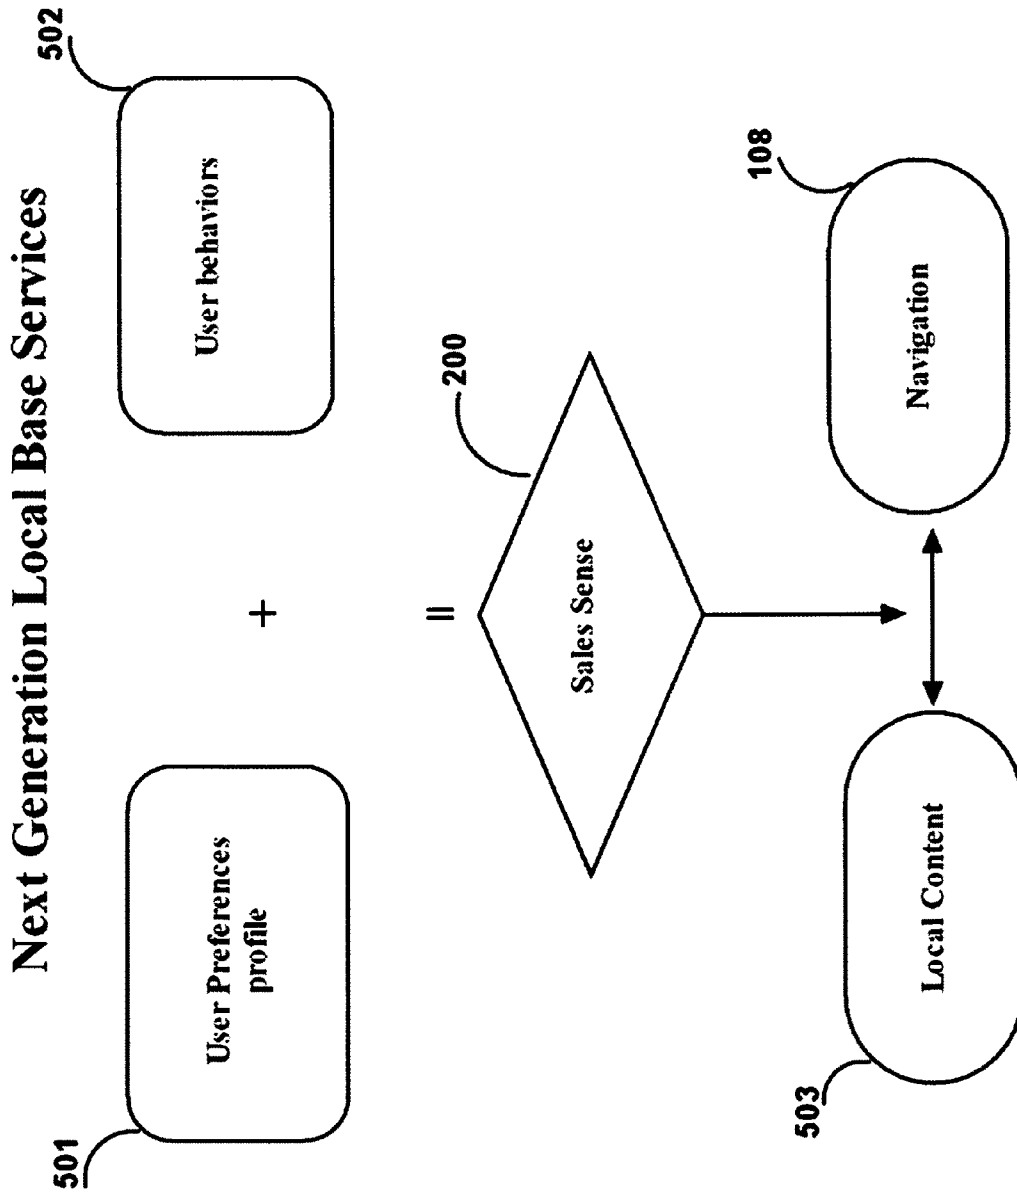 Next Generation Local Base Services
501
User Preferences
profile
+
User behaviors
502
=
Sales Sense
200
503
Local Content
Navigation
108